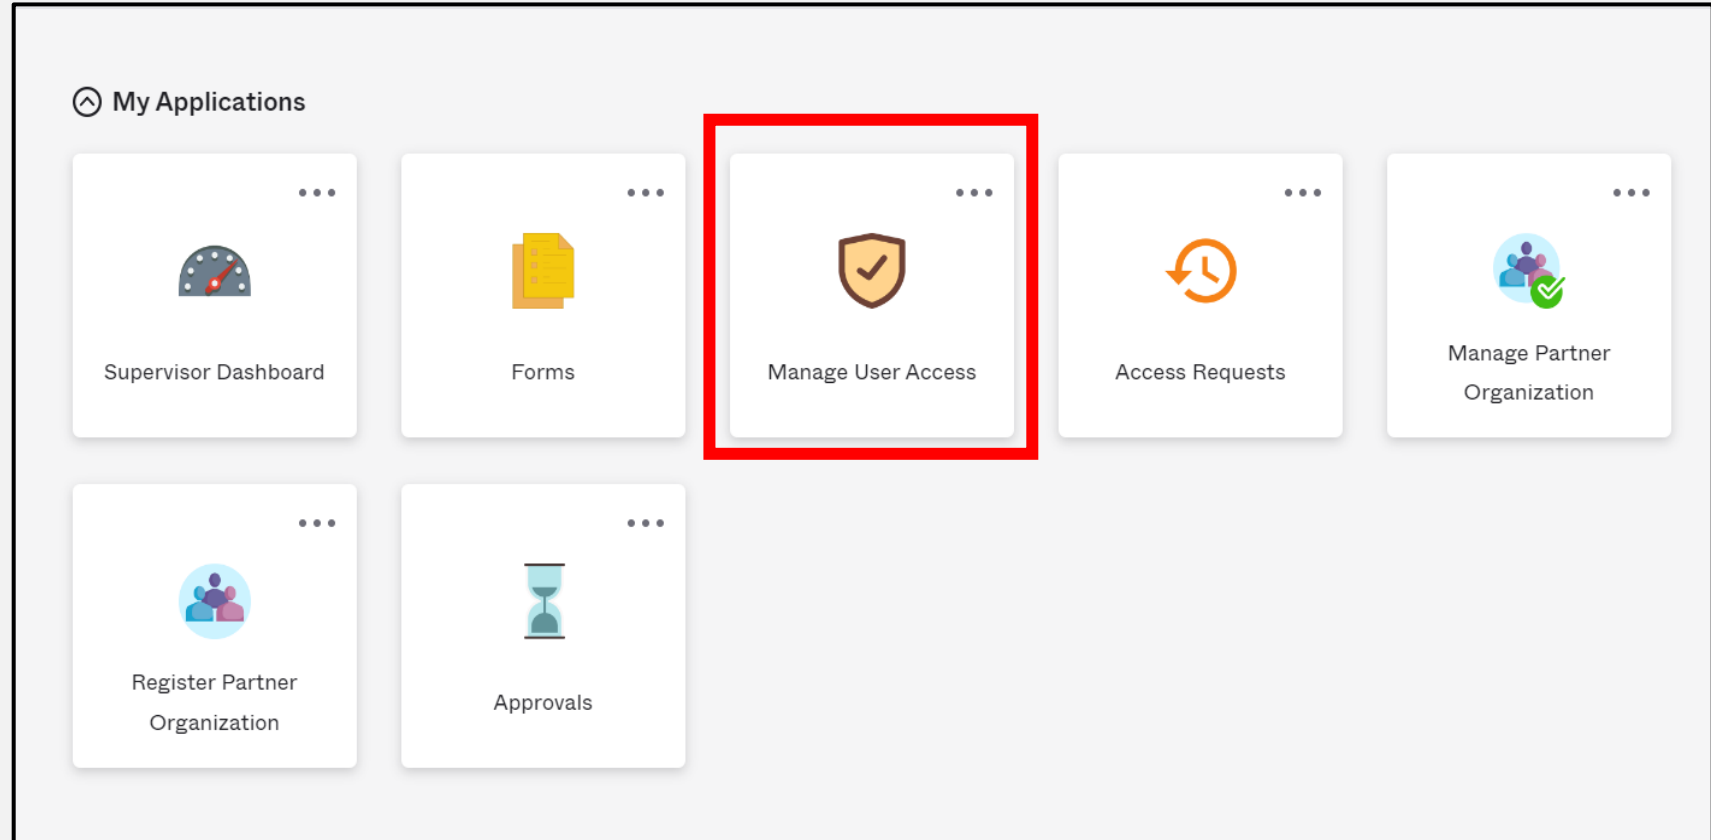 My Applications
Supervisor Dashboard
Forms
Manage User Access
Access Requests
Manage Partner
Organization
Register Partner
Organization
Approvals